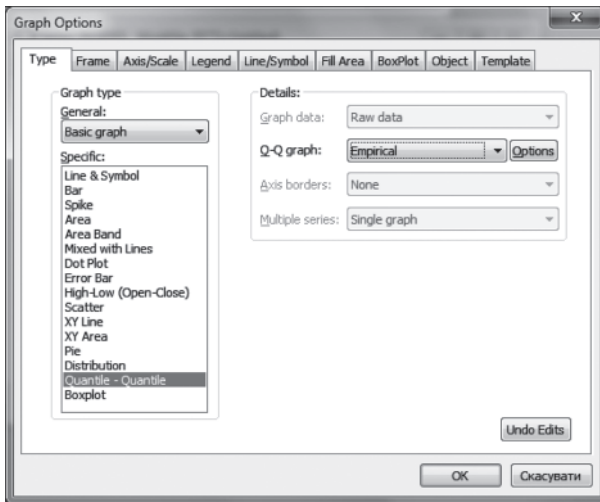 Graph Options
Type Frame Axis/Scale Legend Line/Symbol Fill Area BoxPlot Object Template
Graph type
General:
Basic graph
Specific:
Line & Symbol
Bar
Spike
Area
Area Band
Mixed with Lines
Dot Plot
Error Bar
High-Low (Open-Close)
Scatter
XY Line
XY Area
Pie
Distribution
Quantile - Quantile
Boxplot
Details:
Graph data: Raw data
Q-Q graph: Empirical Options
Axis borders: None
Multiple series: Single graph
Undo Edits
OK Скасувати